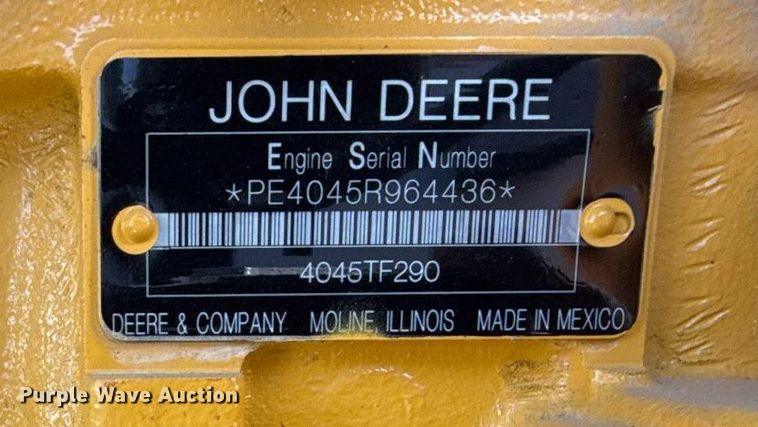 JOHN DEERE
Engine Serial Number
*PE4045R964436*
4045TF290
DEERE & COMPANY MOLINE, ILLINOIS MADE IN MEXICO
Purple Wave Auction